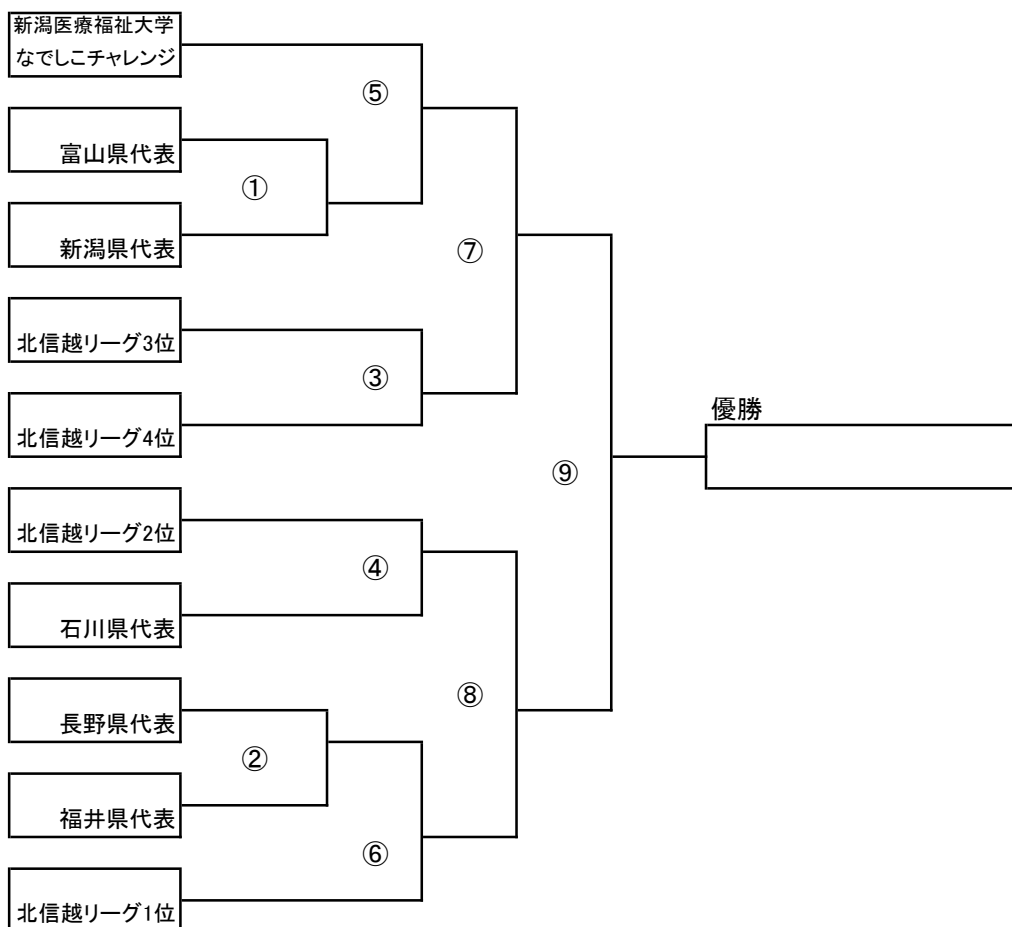 新潟医療福祉大学
なでしこチャレンジ
⑤
富山県代表
①
新潟県代表
⑦
北信越リーグ3位
③
北信越リーグ4位
優勝
⑨
北信越リーグ2位
④
石川県代表
⑧
長野県代表
②
福井県代表
⑥
北信越リーグ1位